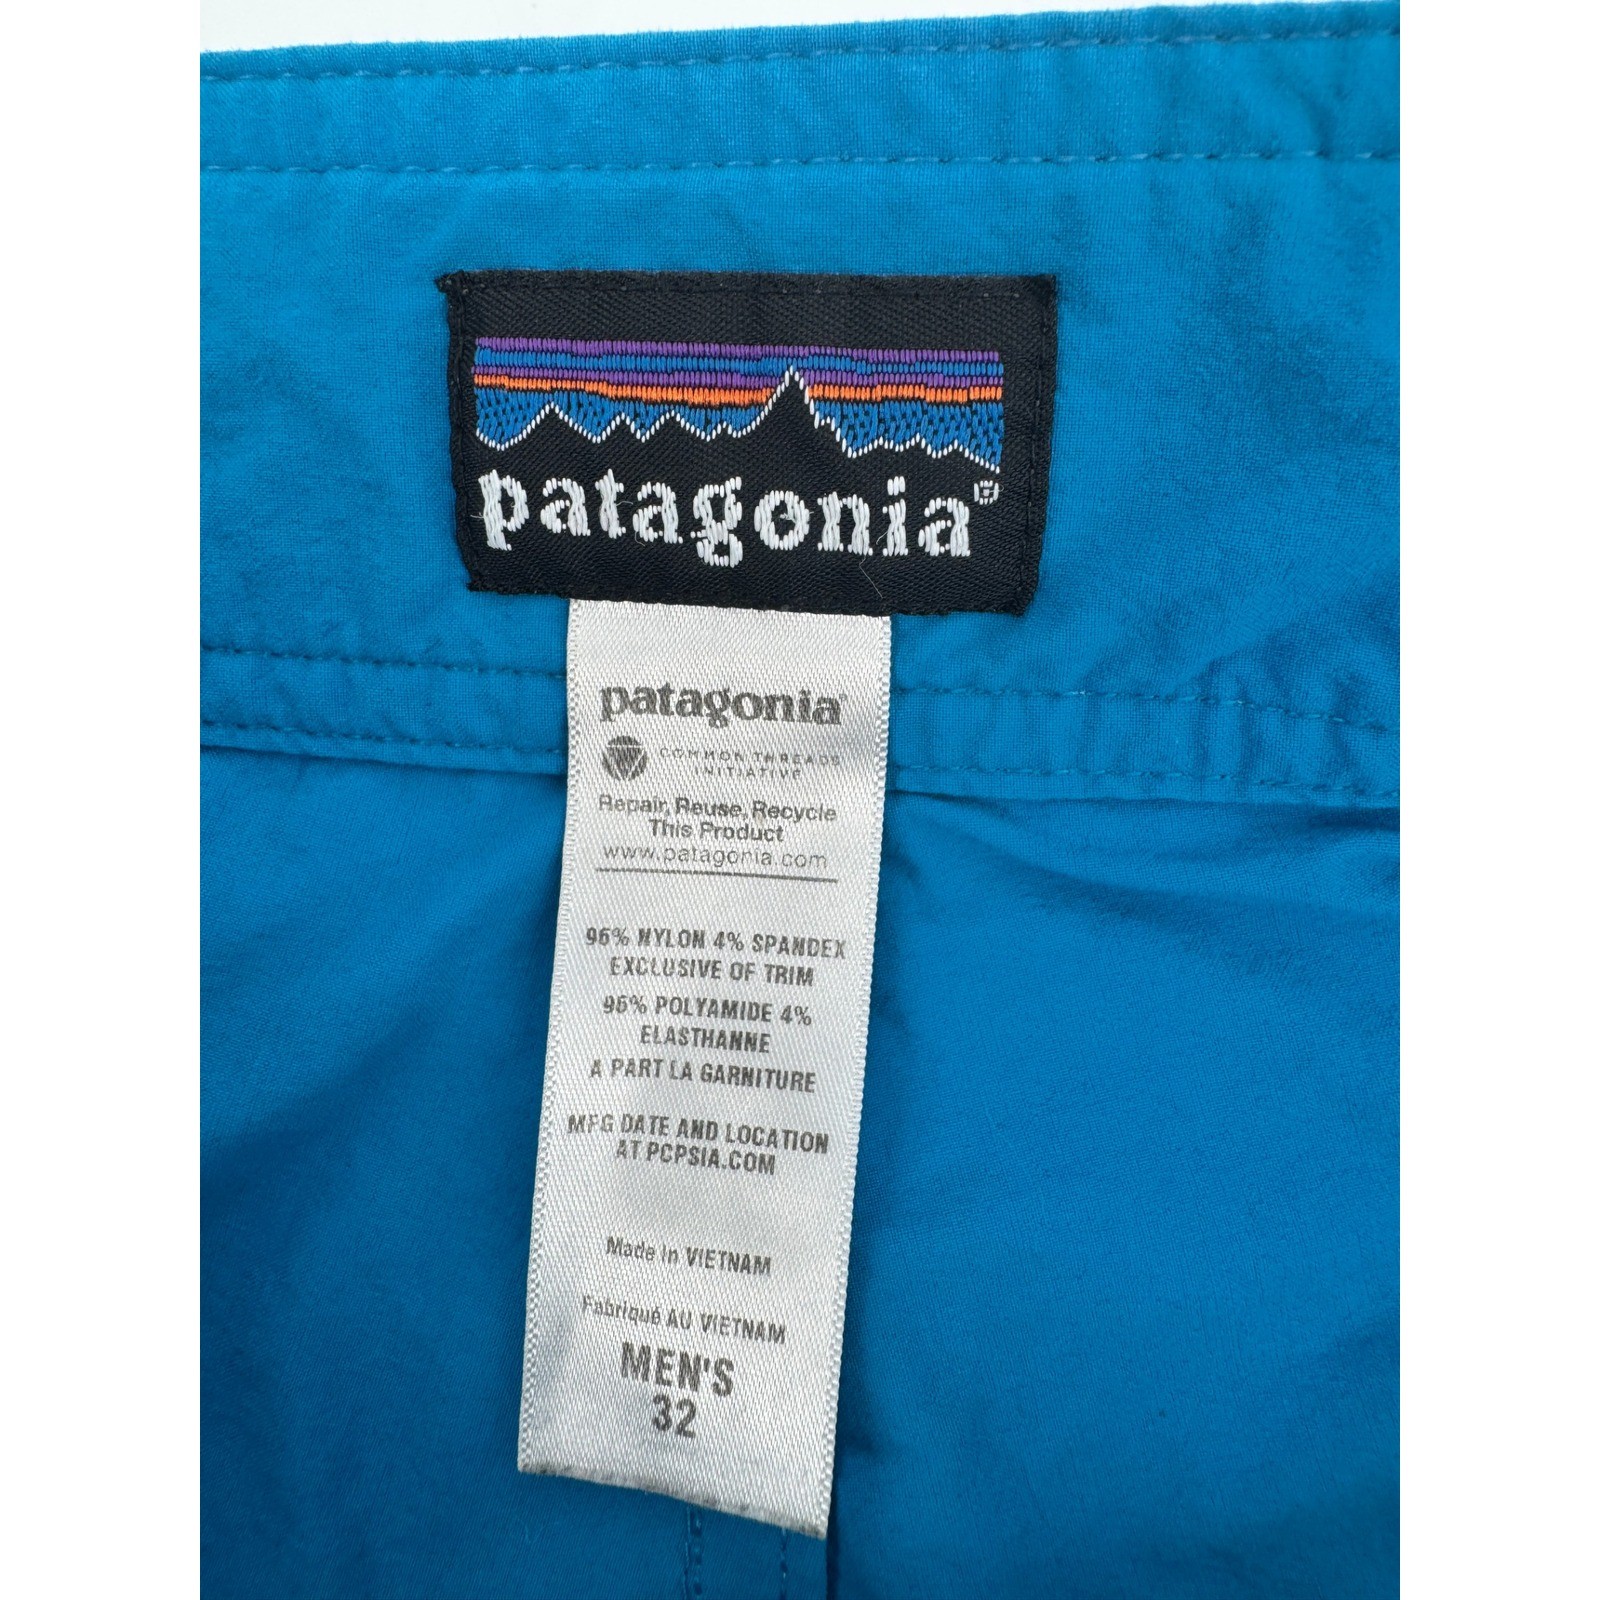 patagonia®
patagonia®
COMMON THREADS
INITIATIVE
Repair, Reuse, Recycle
This Product
www.patagonia.com
96% NYLON 4% SPANDEX
EXCLUSIVE OF TRIM
96% POLYAMIDE 4%
ELASTHANNE
A PART LA GARNITURE
MFG DATE AND LOCATION
AT PCPSIA.COM
Made in VIETNAM
Fabriqué AU VIETNAM
MEN'S
32